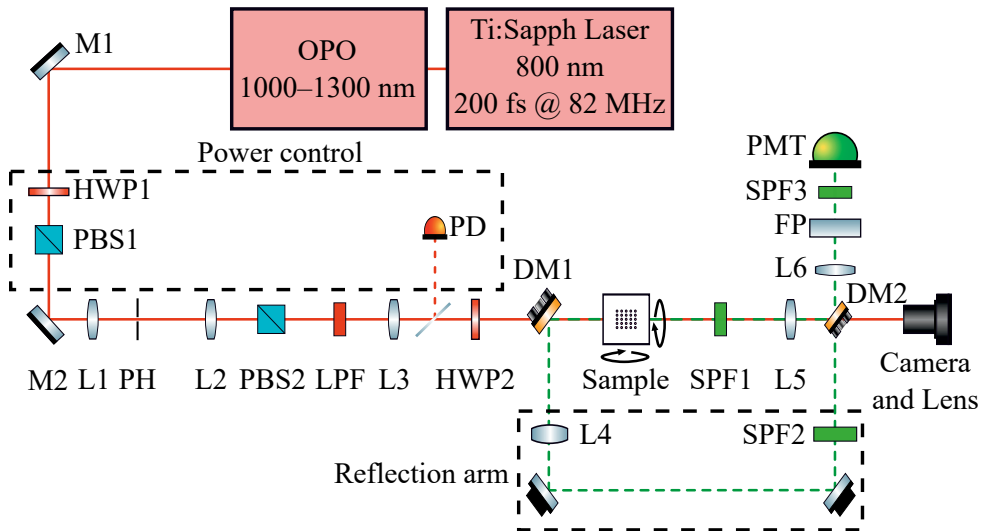 M1
OPO
1000–1300 nm
Ti:Sapph Laser
800 nm
200 fs @ 82 MHz
Power control
HWP1
PBS1
PD
PMT
SPF3
FP
L6
DM1
DM2
M2
L1
PH
L2
PBS2
LPF
L3
HWP2
Sample
SPF1
L5
Camera
and Lens
L4
SPF2
Reflection arm